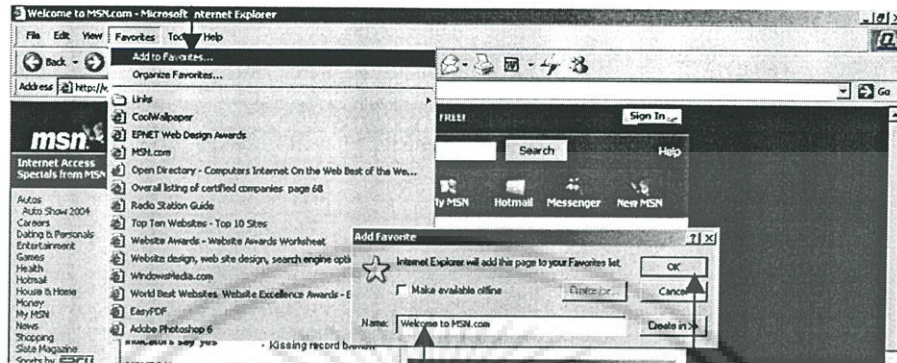 Welcome to MSN.com - Microsoft Internet Explorer
File Edit View Favorites Tools Help
Back
Add to Favorites...
Organize Favorites...
Address http://
Go
Links
CoolWallpaper
EPNET Web Design Awards
MSN.com
Open Directory - Computers Internet On the Web Best of the We...
Overall listing of certified companies page 68
Radio Station Guide
Top Ten Websites - Top 10 Sites
Website Awards - Website Awards Worksheet
Website design, web site design, search engine opti
WindowsMedia.com
World Best Websites Website Excellence Awards - E
EasyPDF
Adobe Photoshop 6
msn
Internet Access
Specials from MSN
Autos
Auto Show 2004
Careers
Dating & Personals
Entertainment
Games
Health
Hotmail
House & Home
Money
My MSN
News
Shopping
Slate Magazine
Sports by ESPN
FREE!
Sign In
Search
Help
My MSN Hotmail Messenger New MSN
Add Favorite
Internet Explorer will add this page to your Favorites list.
OK
Make available offline
Customize...
Cancel
Name: Welcome to MSN.com
Create in >>
indicators say yes
- Kissing record